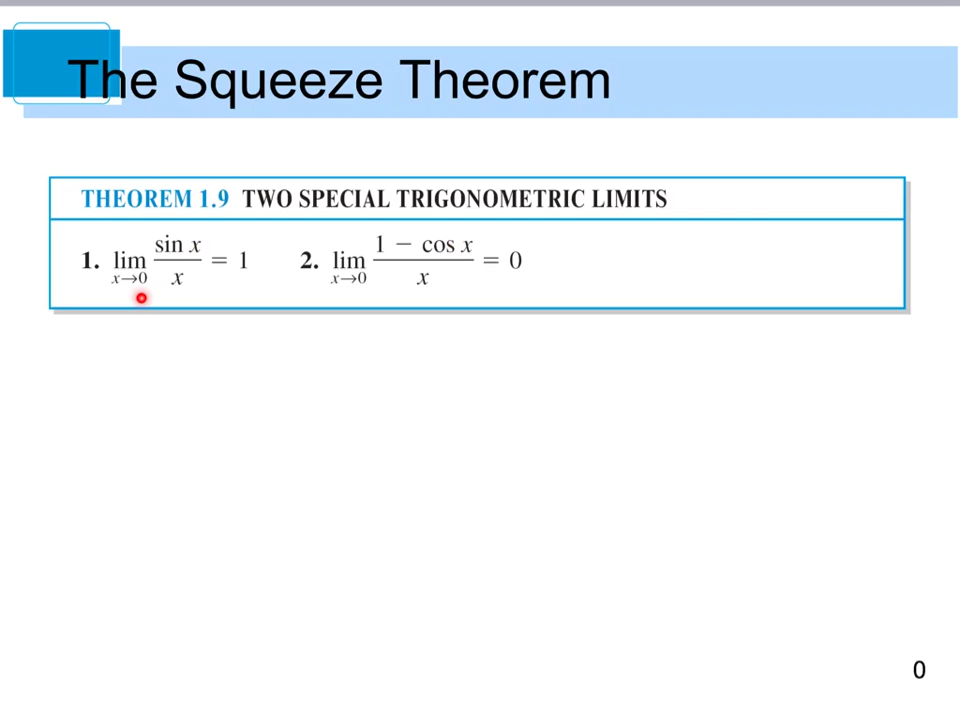 The Squeeze Theorem
THEOREM 1.9 TWO SPECIAL TRIGONOMETRIC LIMITS
1. lim x→0 sin x / x = 1 2. lim x→0 1 − cos x / x = 0
0